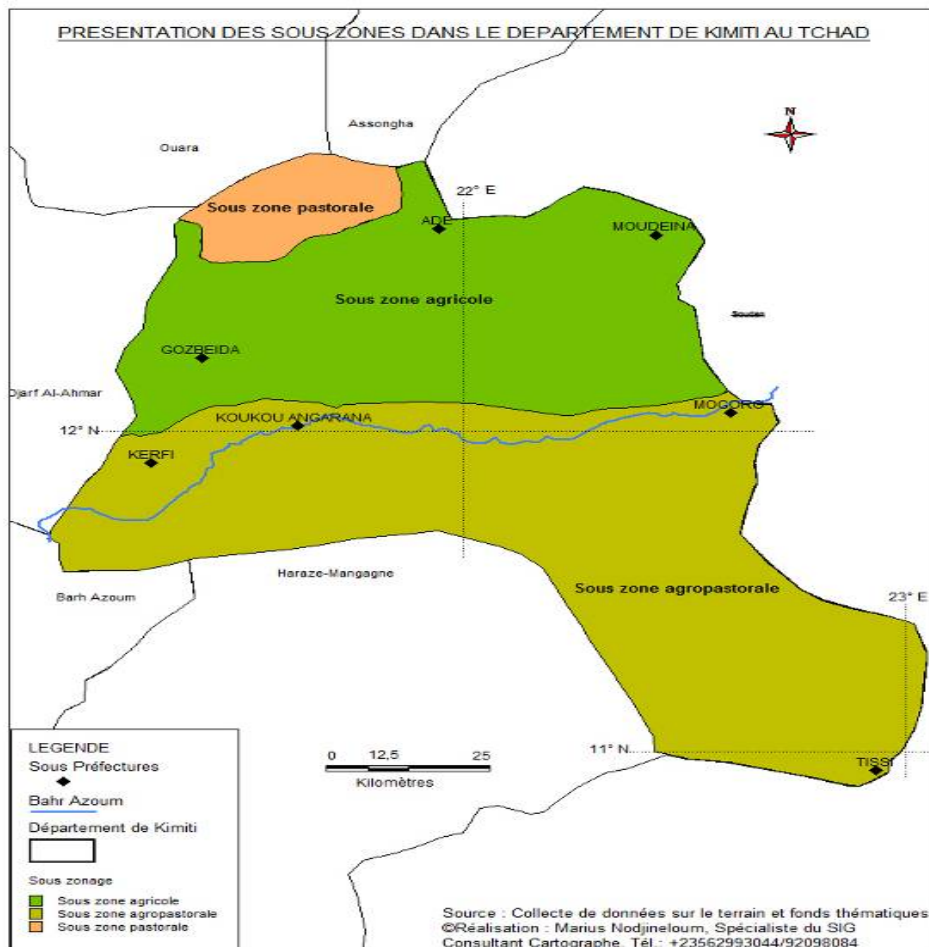 PRESENTATION DES SOUS ZONES DANS LE DEPARTEMENT DE KIMITI AU TCHAD
Assongha
N
Ouara
22° E
Sous zone pastorale
ADE
MOUDEINA
Sous zone agricole
Soudan
GOZBEIDA
Djarf Al-Ahmar
MOGORO
KOUKOU ANGARANA
12° N
KERFI
Haraze-Mangagne
Sous zone agropastorale
Barh Azoum
23° E
11° N
TISSI
0 12,5 25
Kilomètres
LEGENDE
Sous Préfectures
Bahr Azoum
Département de Kimiti
Sous zonage
Sous zone agricole
Sous zone agropastorale
Sous zone pastorale
Source : Collecte de données sur le terrain et fonds thématiques
©Réalisation : Marius Nodjineloum, Spécialiste du SIG
Consultant Cartographe. Tél.: +23562993044/92098081